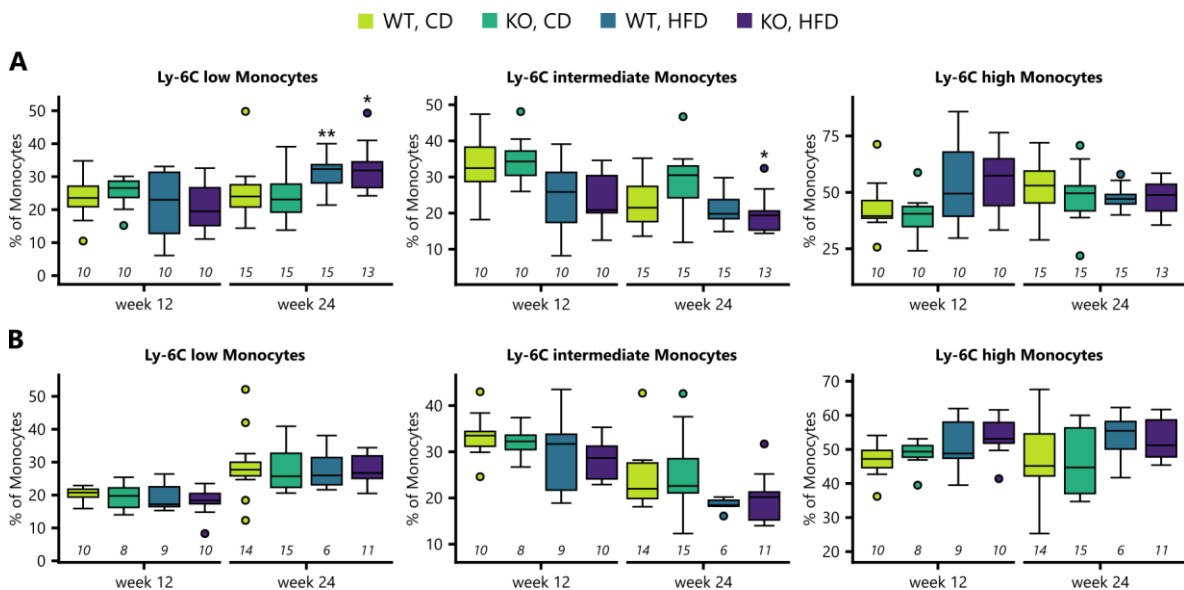 WT, CD KO, CD WT, HFD KO, HFD
A
Ly-6C low Monocytes Ly-6C intermediate Monocytes Ly-6C high Monocytes
% of Monocytes
50
40
30
20
10
0
** *
10 10 10 10 15 15 15 13
week 12 week 24
% of Monocytes
50
40
30
20
10
*
10 10 10 10 15 15 15 13
week 12 week 24
% of Monocytes
75
50
25
10 10 10 10 15 15 15 13
week 12 week 24
B
Ly-6C low Monocytes Ly-6C intermediate Monocytes Ly-6C high Monocytes
% of Monocytes
50
40
30
20
10
0
10 8 9 10 14 15 6 11
week 12 week 24
% of Monocytes
40
30
20
10
10 8 9 10 14 15 6 11
week 12 week 24
% of Monocytes
70
60
50
40
30
20
10 8 9 10 14 15 6 11
week 12 week 24